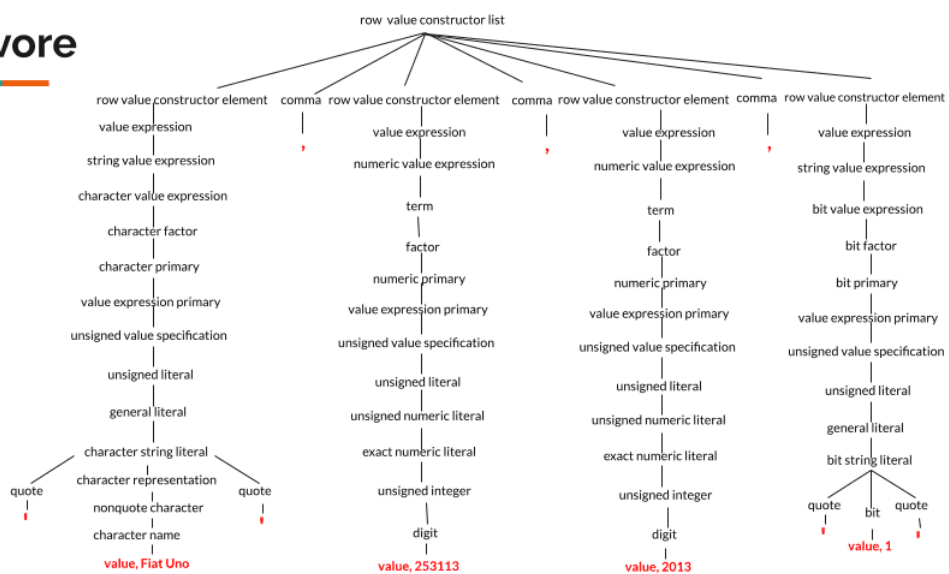 row value constructor list
vore
row value constructor element comma row value constructor element comma row value constructor element comma row value constructor element
value expression
string value expression
character value expression
character factor
character primary
value expression primary
unsigned value specification
unsigned literal
general literal
character string literal
quote
'
character representation
nonquote character
character name
value, Fiat Uno
quote
'
,
value expression
numeric value expression
term
factor
numeric primary
value expression primary
unsigned value specification
unsigned literal
unsigned numeric literal
exact numeric literal
unsigned integer
digit
value, 253113
,
value expression
numeric value expression
term
factor
numeric primary
value expression primary
unsigned value specification
unsigned literal
unsigned numeric literal
exact numeric literal
unsigned integer
digit
value, 2013
,
value expression
string value expression
bit value expression
bit factor
bit primary
value expression primary
unsigned value specification
unsigned literal
general literal
bit string literal
quote
'
bit
value, 1
quote
'